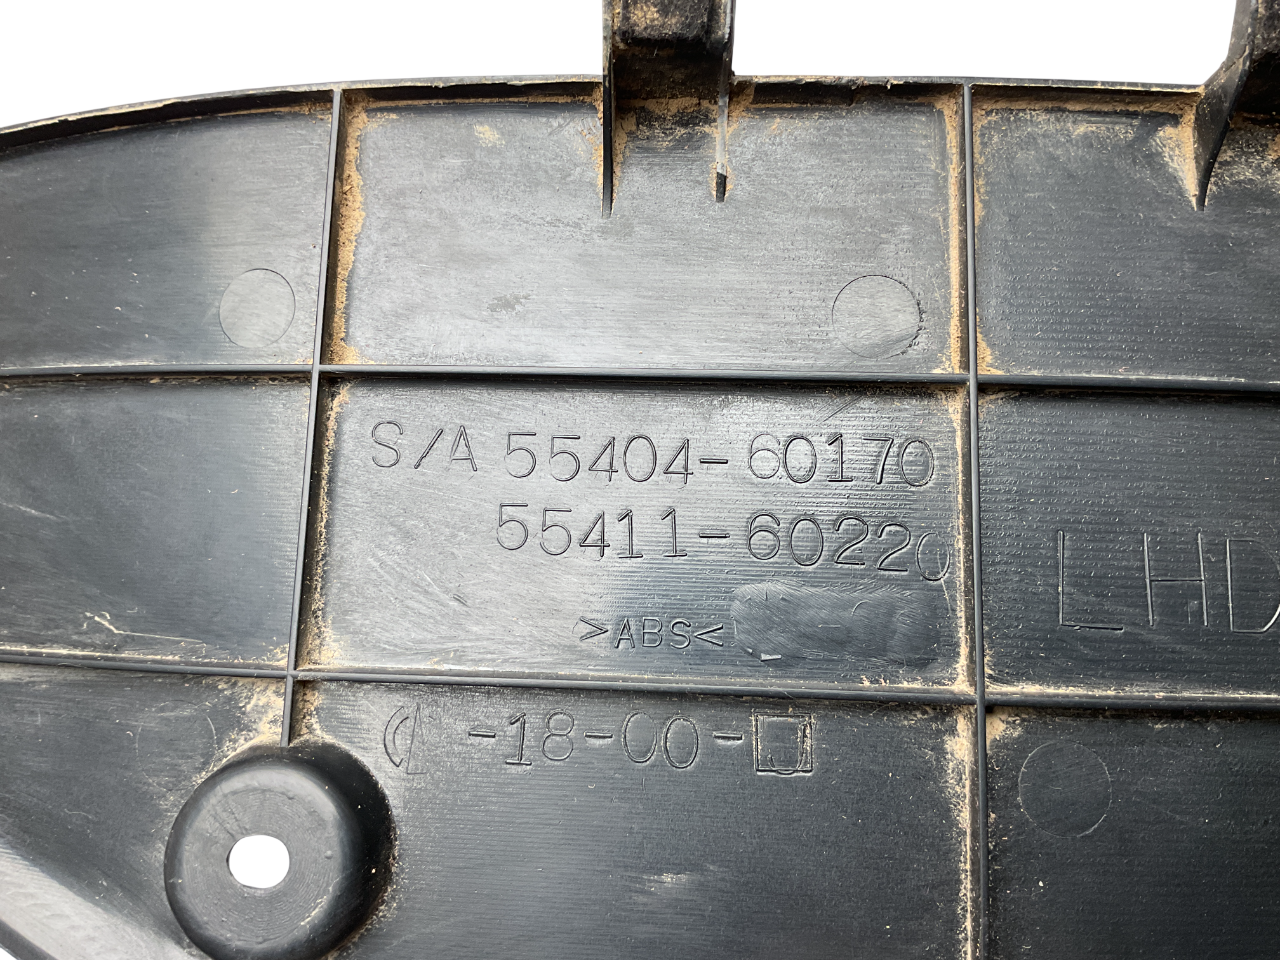 S/A 55404-60170
55411-60220
>ABS<
LHD
-18-00-